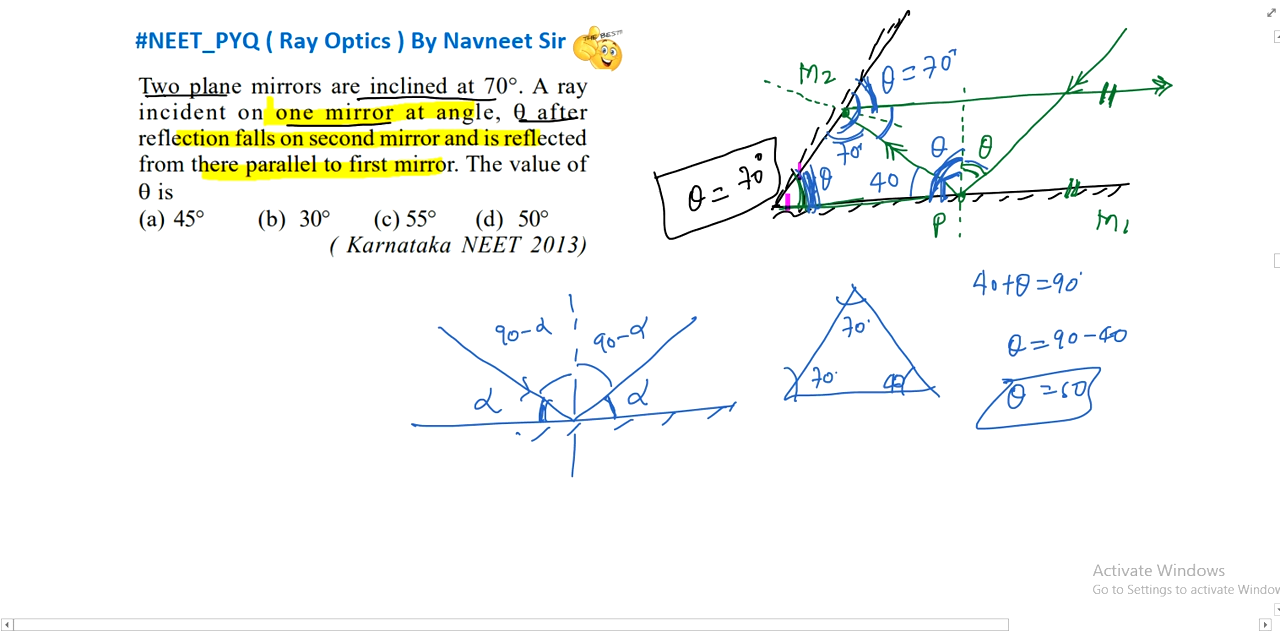 #NEET_PYQ ( Ray Optics ) By Navneet Sir
THE BEST!
Two plane mirrors are inclined at 70°. A ray
incident on one mirror at angle, θ after
reflection falls on second mirror and is reflected
from there parallel to first mirror. The value of
θ is
(a) 45° (b) 30° (c) 55° (d) 50°
( Karnataka NEET 2013)
M2
θ = 70°
70°
θ
θ
θ
40
θ = 70°
P
M1
90-α
90-α
α
α
70°
70°
40
40+θ=90°
θ = 90-40
θ = 50
Activate Windows
Go to Settings to activate Window